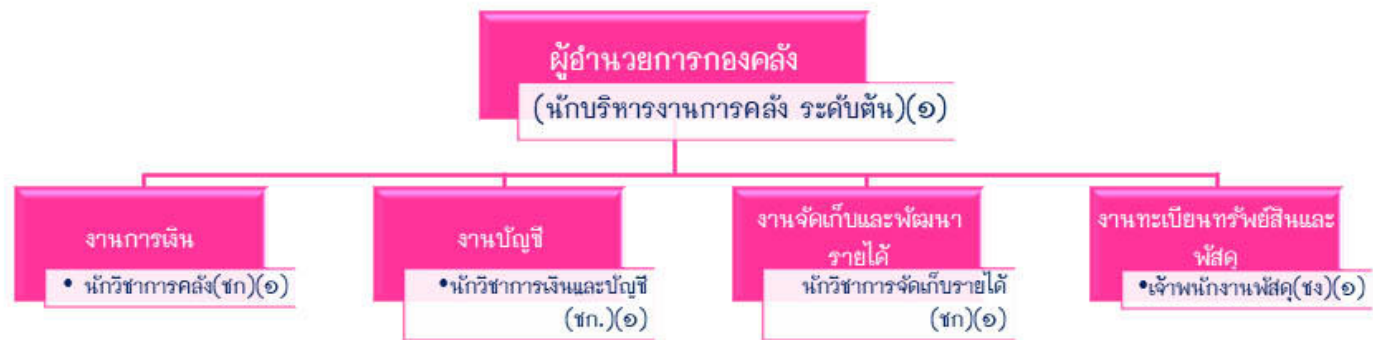 ผู้อำนวยการกองคลัง
(นักบริหารงานการคลัง ระดับต้น)(๑)
งานการเงิน
• นักวิชาการคลัง(ชก)(๑)
งานบัญชี
•นักวิชาการเงินและบัญชี
(ชก.)(๑)
งานจัดเก็บและพัฒนา
รายได้
นักวิชาการจัดเก็บรายได้
(ชก)(๑)
งานทะเบียนทรัพย์สินและ
พัสดุ
•เจ้าพนักงานพัสดุ(ชง)(๑)